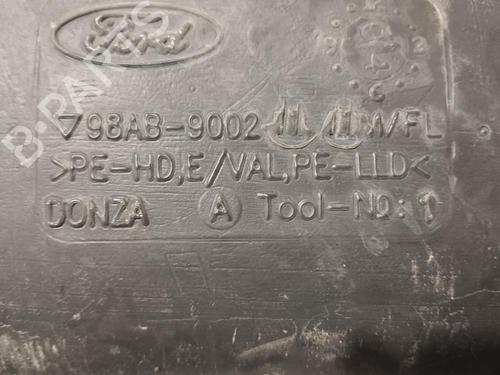 Ford
98AB-9002
>PE-HD,E/VAL,PE-LLD<
DONZA A Tool-No: 1
B-PARTS